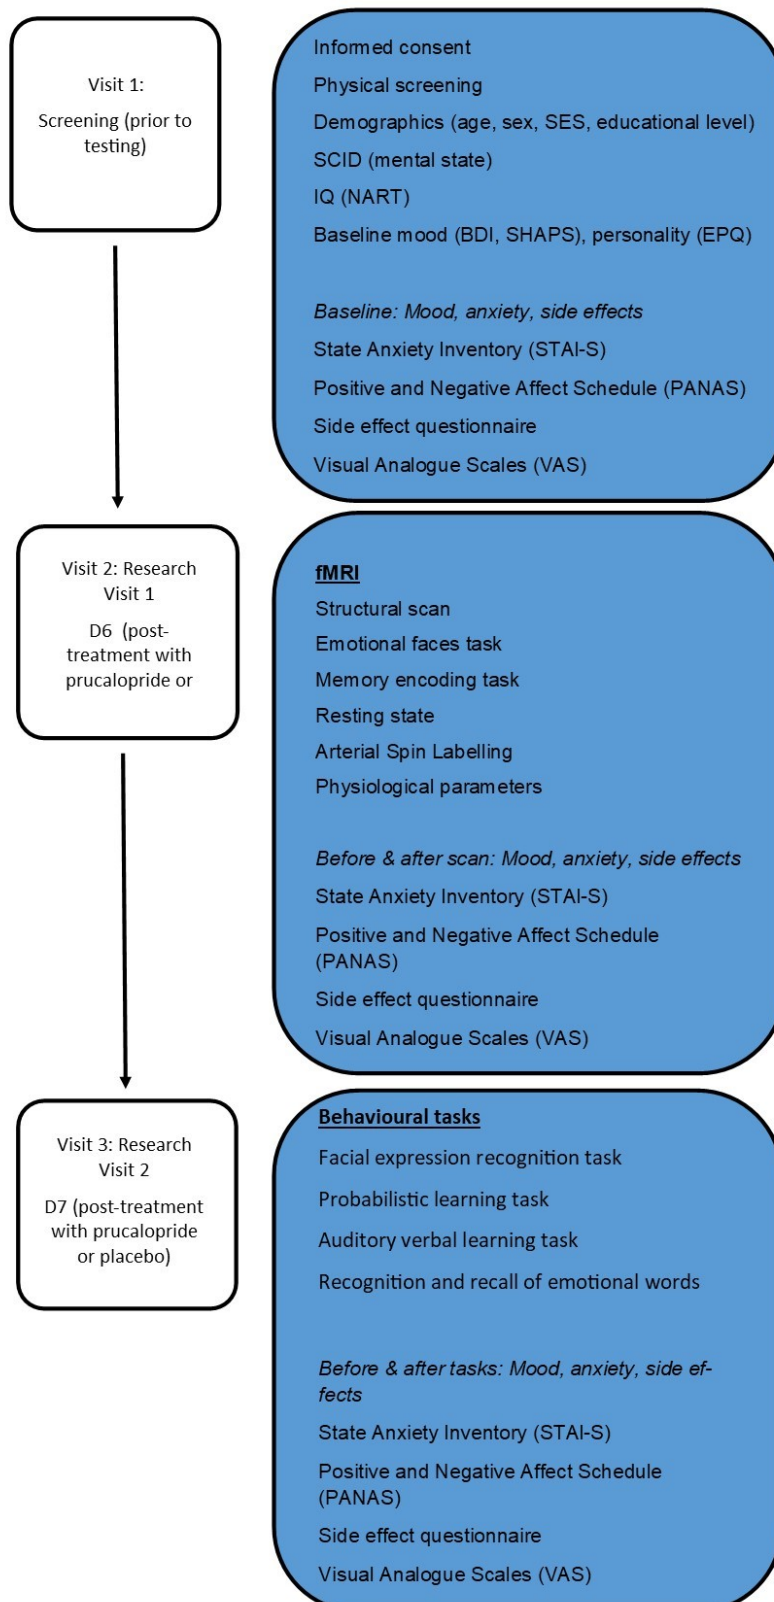 Visit 1:
Screening (prior to
testing)
Informed consent
Physical screening
Demographics (age, sex, SES, educational level)
SCID (mental state)
IQ (NART)
Baseline mood (BDI, SHAPS), personality (EPQ)
Baseline: Mood, anxiety, side effects
State Anxiety Inventory (STAI-S)
Positive and Negative Affect Schedule (PANAS)
Side effect questionnaire
Visual Analogue Scales (VAS)
Visit 2: Research
Visit 1
D6 (post-
treatment with
prucalopride or
fMRI
Structural scan
Emotional faces task
Memory encoding task
Resting state
Arterial Spin Labelling
Physiological parameters
Before & after scan: Mood, anxiety, side effects
State Anxiety Inventory (STAI-S)
Positive and Negative Affect Schedule
(PANAS)
Side effect questionnaire
Visual Analogue Scales (VAS)
Visit 3: Research
Visit 2
D7 (post-treatment
with prucalopride
or placebo)
Behavioural tasks
Facial expression recognition task
Probabilistic learning task
Auditory verbal learning task
Recognition and recall of emotional words
Before & after tasks: Mood, anxiety, side ef-
fects
State Anxiety Inventory (STAI-S)
Positive and Negative Affect Schedule
(PANAS)
Side effect questionnaire
Visual Analogue Scales (VAS)